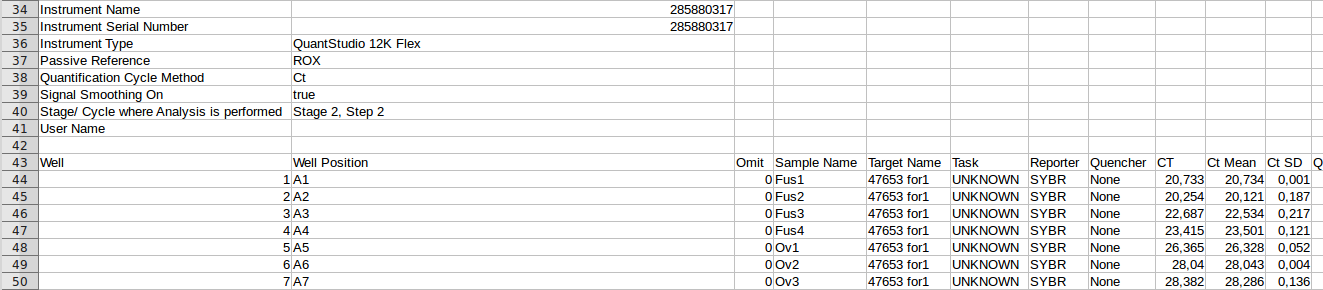 34 Instrument Name 285880317
35 Instrument Serial Number 285880317
36 Instrument Type QuantStudio 12K Flex
37 Passive Reference ROX
38 Quantification Cycle Method Ct
39 Signal Smoothing On true
40 Stage/ Cycle where Analysis is performed Stage 2, Step 2
41 User Name
42
43 Well Well Position Omit Sample Name Target Name Task Reporter Quencher CT Ct Mean Ct SD Q
44 1 A1 0 Fus1 47653 for1 UNKNOWN SYBR None 20,733 20,734 0,001
45 2 A2 0 Fus2 47653 for1 UNKNOWN SYBR None 20,254 20,121 0,187
46 3 A3 0 Fus3 47653 for1 UNKNOWN SYBR None 22,687 22,534 0,217
47 4 A4 0 Fus4 47653 for1 UNKNOWN SYBR None 23,415 23,501 0,121
48 5 A5 0 Ov1 47653 for1 UNKNOWN SYBR None 26,365 26,328 0,052
49 6 A6 0 Ov2 47653 for1 UNKNOWN SYBR None 28,04 28,043 0,004
50 7 A7 0 Ov3 47653 for1 UNKNOWN SYBR None 28,382 28,286 0,136